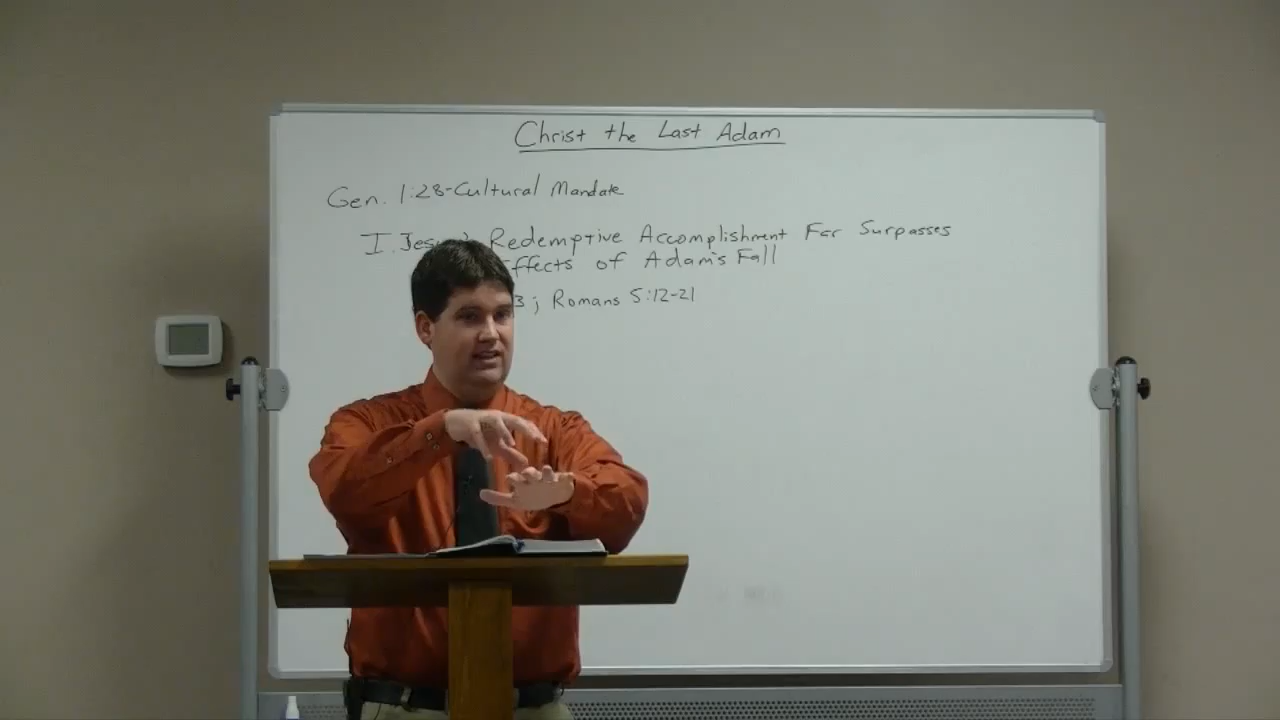 Christ the Last Adam
Gen. 1:28-Cultural Mandate
I. Redemptive Accomplishment Far Surpasses
of Adam's Fall
3; Romans 5:12-21